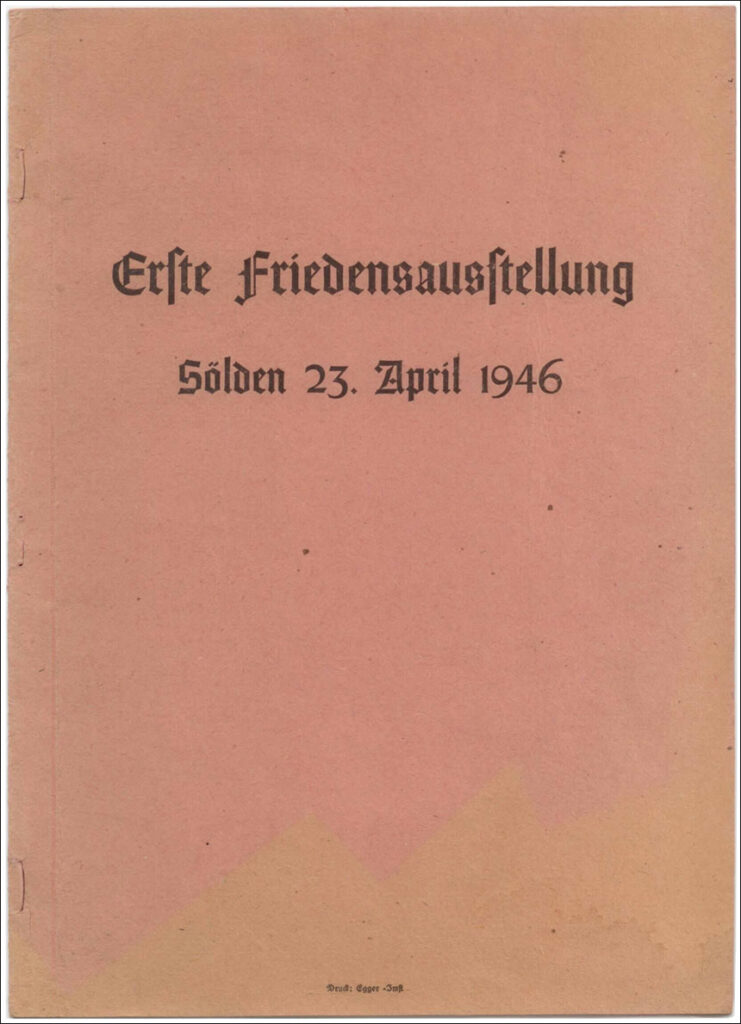 Erſte Friedensausſtellung
Sölden 23. April 1946
Druck: Egger -Imſt